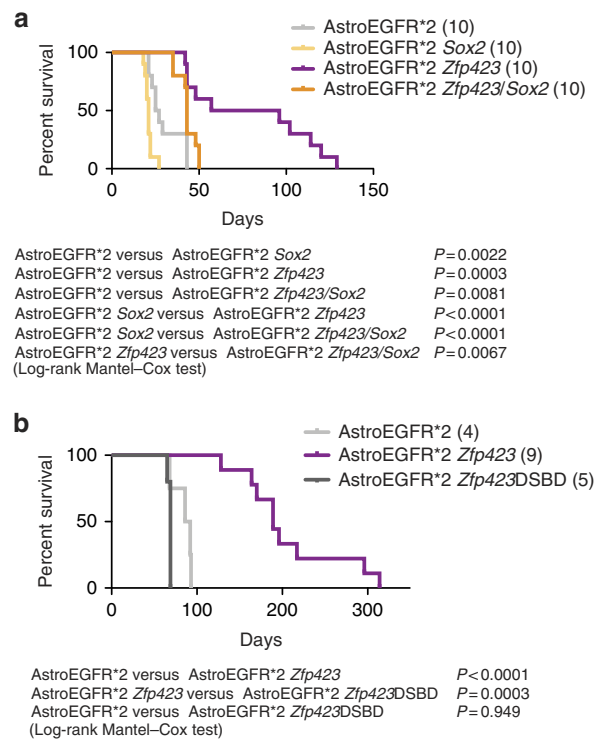 a
AstroEGFR*2 (10)
AstroEGFR*2 Sox2 (10)
AstroEGFR*2 Zfp423 (10)
AstroEGFR*2 Zfp423/Sox2 (10)
Percent survival
100
50
0
0 50 100 150
Days
AstroEGFR*2 versus AstroEGFR*2 Sox2 P=0.0022
AstroEGFR*2 versus AstroEGFR*2 Zfp423 P=0.0003
AstroEGFR*2 versus AstroEGFR*2 Zfp423/Sox2 P=0.0081
AstroEGFR*2 Sox2 versus AstroEGFR*2 Zfp423 P<0.0001
AstroEGFR*2 Sox2 versus AstroEGFR*2 Zfp423/Sox2 P<0.0001
AstroEGFR*2 Zfp423 versus AstroEGFR*2 Zfp423/Sox2 P=0.0067
(Log-rank Mantel–Cox test)
b
AstroEGFR*2 (4)
AstroEGFR*2 Zfp423 (9)
AstroEGFR*2 Zfp423DSBD (5)
Percent survival
100
50
0
0 100 200 300
Days
AstroEGFR*2 versus AstroEGFR*2 Zfp423 P<0.0001
AstroEGFR*2 Zfp423 versus AstroEGFR*2 Zfp423DSBD P=0.0003
AstroEGFR*2 versus AstroEGFR*2 Zfp423DSBD P=0.949
(Log-rank Mantel–Cox test)